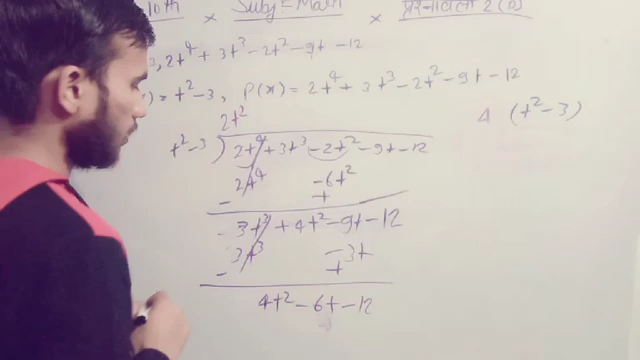 10th × Subj = Math × प्रश्नावली 2(D)
3, 2t⁴ + 3t³ - 2t² - 9t - 12
) = t² - 3, P(x) = 2t⁴ + 3t³ - 2t² - 9t - 12
2t² (t² - 3)
t² - 3 ) 2t⁴ + 3t³ - 2t² - 9t - 12
2t⁴ - 6t²
- +
3t³ + 4t² - 9t - 12
3t³ - 3t
- +
4t² - 6t - 12